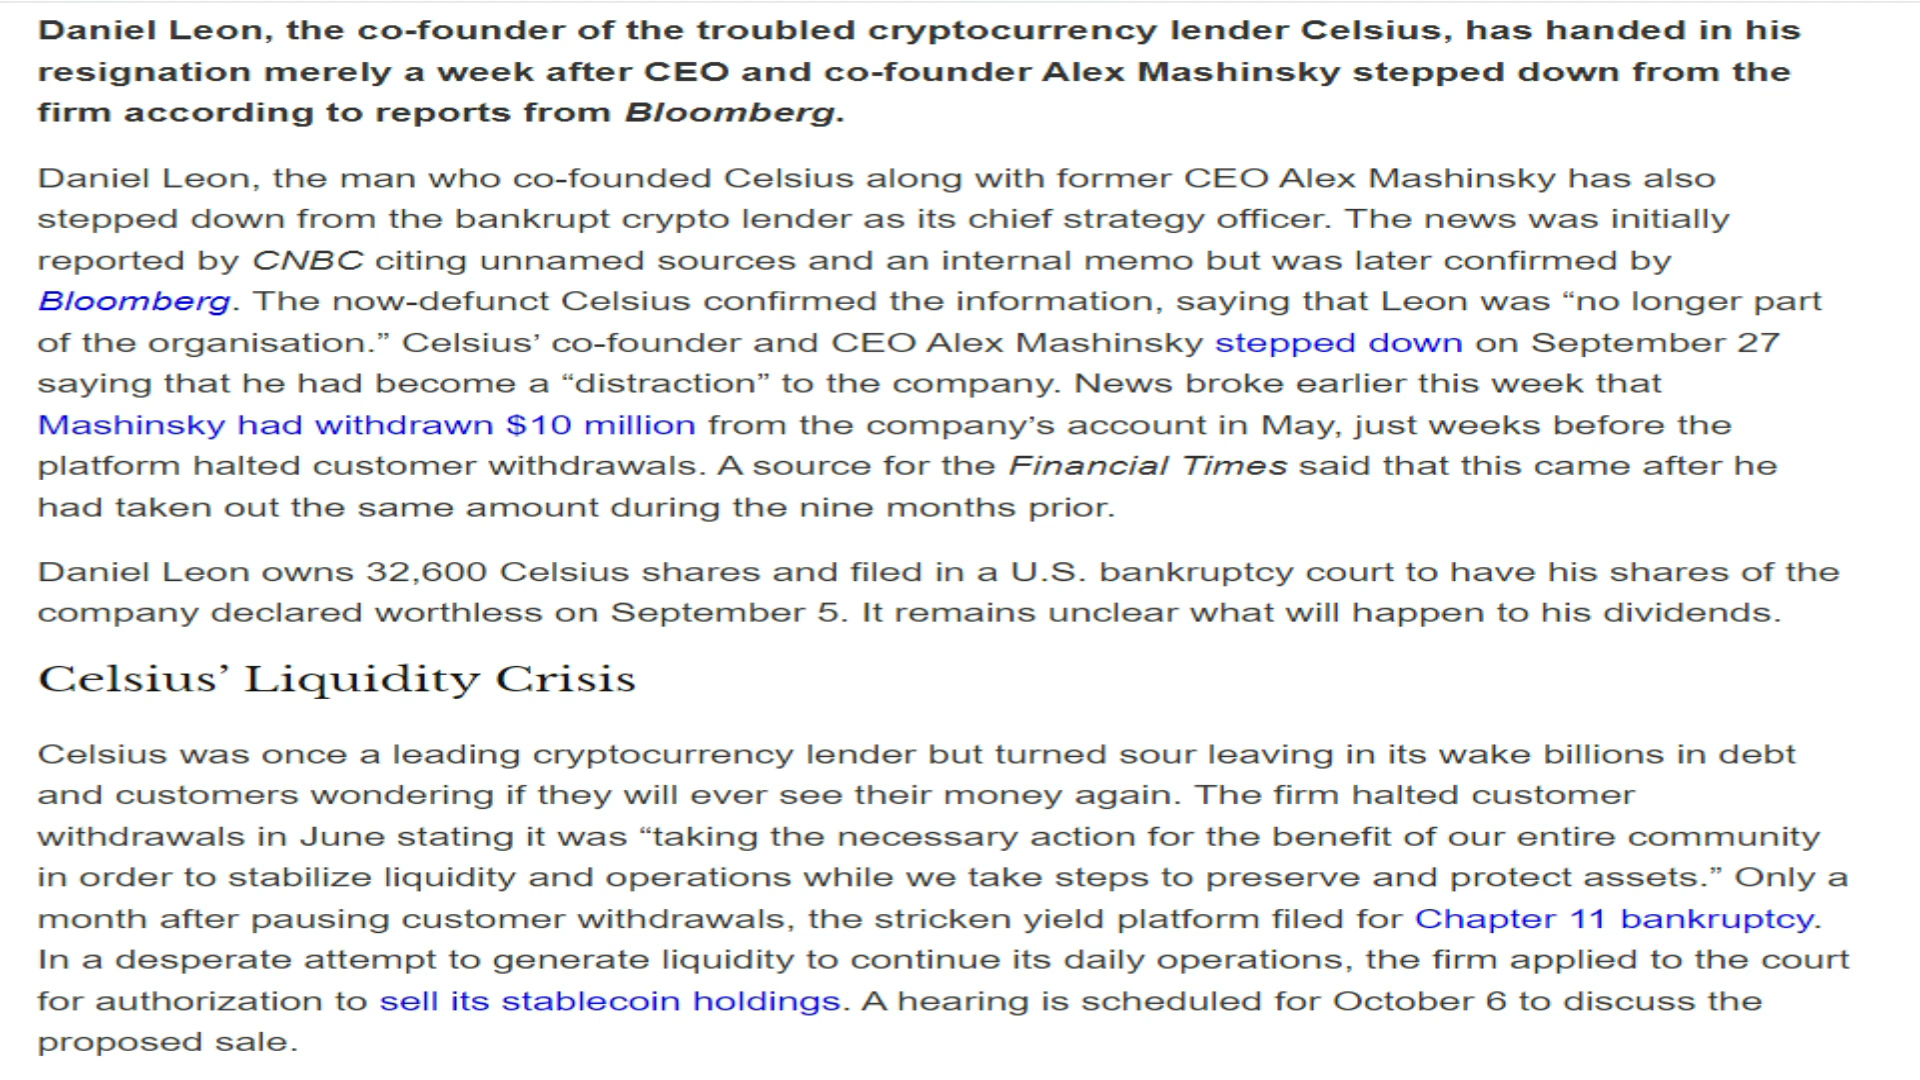 Daniel Leon, the co-founder of the troubled cryptocurrency lender Celsius, has handed in his
resignation merely a week after CEO and co-founder Alex Mashinsky stepped down from the
firm according to reports from Bloomberg.
Daniel Leon, the man who co-founded Celsius along with former CEO Alex Mashinsky has also
stepped down from the bankrupt crypto lender as its chief strategy officer. The news was initially
reported by CNBC citing unnamed sources and an internal memo but was later confirmed by
Bloomberg. The now-defunct Celsius confirmed the information, saying that Leon was “no longer part
of the organisation.” Celsius’ co-founder and CEO Alex Mashinsky stepped down on September 27
saying that he had become a “distraction” to the company. News broke earlier this week that
Mashinsky had withdrawn $10 million from the company’s account in May, just weeks before the
platform halted customer withdrawals. A source for the Financial Times said that this came after he
had taken out the same amount during the nine months prior.
Daniel Leon owns 32,600 Celsius shares and filed in a U.S. bankruptcy court to have his shares of the
company declared worthless on September 5. It remains unclear what will happen to his dividends.
Celsius’ Liquidity Crisis
Celsius was once a leading cryptocurrency lender but turned sour leaving in its wake billions in debt
and customers wondering if they will ever see their money again. The firm halted customer
withdrawals in June stating it was “taking the necessary action for the benefit of our entire community
in order to stabilize liquidity and operations while we take steps to preserve and protect assets.” Only a
month after pausing customer withdrawals, the stricken yield platform filed for Chapter 11 bankruptcy.
In a desperate attempt to generate liquidity to continue its daily operations, the firm applied to the court
for authorization to sell its stablecoin holdings. A hearing is scheduled for October 6 to discuss the
proposed sale.